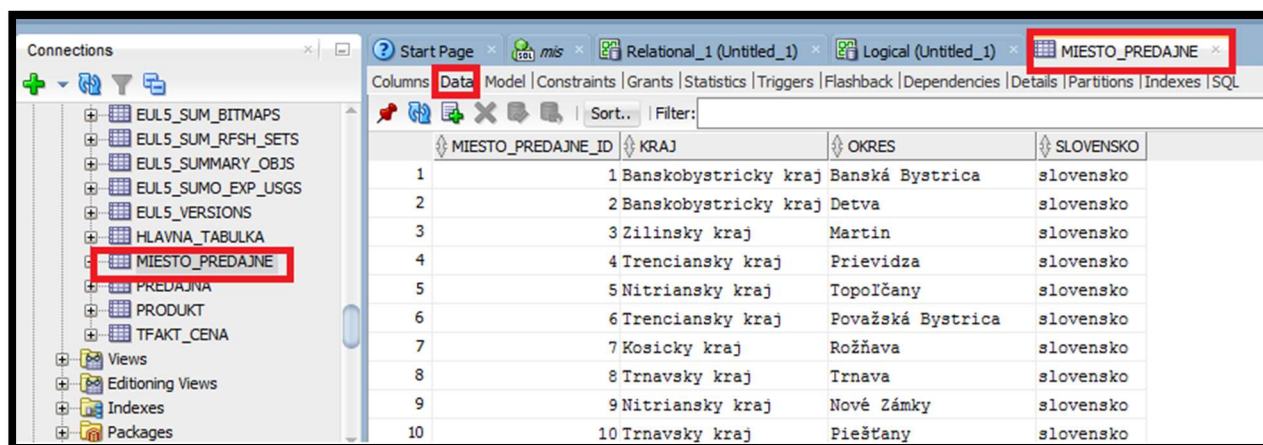 Connections
EUL5_SUM_BITMAPS
EUL5_SUM_RFSH_SETS
EUL5_SUMMARY_OBJS
EUL5_SUMO_EXP_USGS
EUL5_VERSIONS
HLAVNA_TABULKA
MIESTO_PREDAJNE
PREDAJNA
PRODUKT
TFAKT_CENA
Views
Editioning Views
Indexes
Packages
Start Page mis Relational_1 (Untitled_1) Logical (Untitled_1) MIESTO_PREDAJNE
Columns Data Model |Constraints |Grants |Statistics |Triggers |Flashback |Dependencies |Details |Partitions |Indexes |SQL
Sort.. Filter:
MIESTO_PREDAJNE_ID KRAJ OKRES SLOVENSKO
1 1 Banskobystricky kraj Banská Bystrica slovensko
2 2 Banskobystricky kraj Detva slovensko
3 3 Zilinsky kraj Martin slovensko
4 4 Trenciansky kraj Prievidza slovensko
5 5 Nitriansky kraj Topoľčany slovensko
6 6 Trenciansky kraj Považská Bystrica slovensko
7 7 Kosicky kraj Rožňava slovensko
8 8 Trnavsky kraj Trnava slovensko
9 9 Nitriansky kraj Nové Zámky slovensko
10 10 Trnavsky kraj Piešťany slovensko